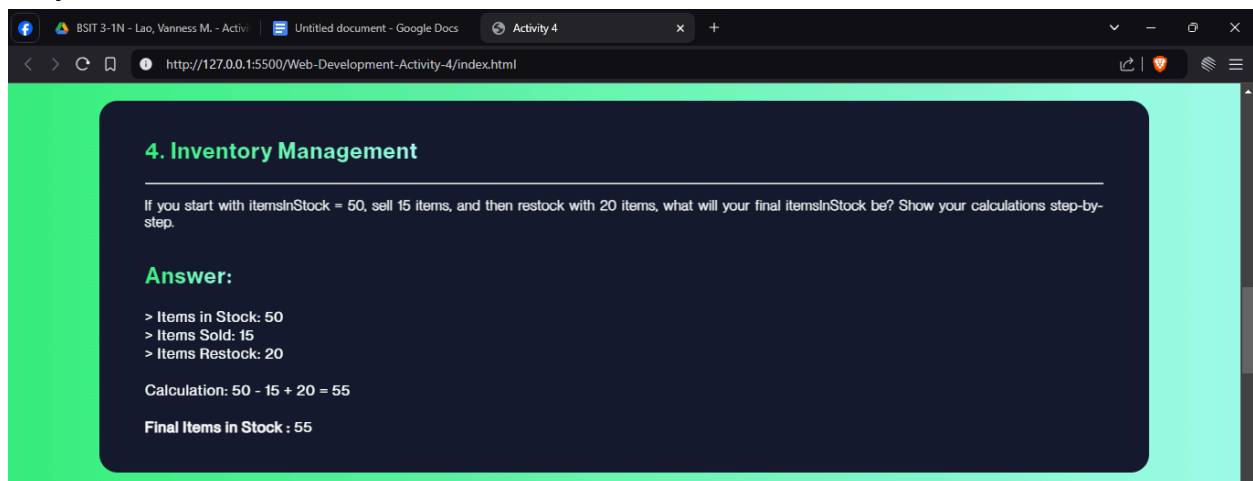 BSIT 3-1N - Lao, Vanness M. - Activi
Untitled document - Google Docs
Activity 4
http://127.0.0.1:5500/Web-Development-Activity-4/index.html
4. Inventory Management
If you start with itemsInStock = 50, sell 15 items, and then restock with 20 items, what will your final itemsInStock be? Show your calculations step-by-
step.
Answer:
> Items in Stock: 50
> Items Sold: 15
> Items Restock: 20
Calculation: 50 - 15 + 20 = 55
Final Items in Stock : 55